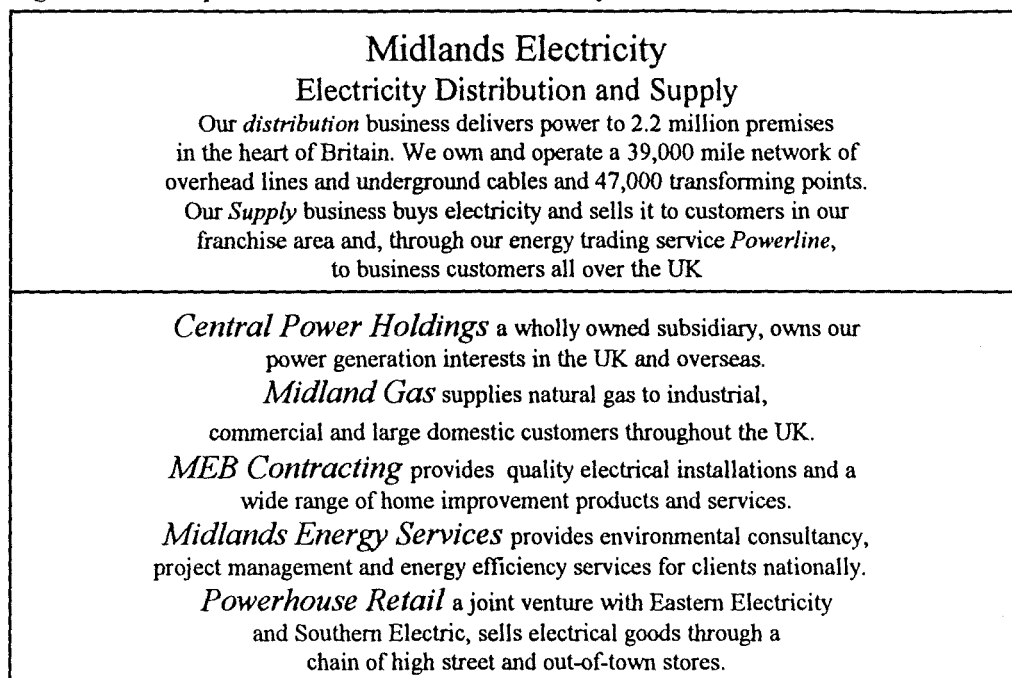 Midlands Electricity
Electricity Distribution and Supply
Our distribution business delivers power to 2.2 million premises
in the heart of Britain. We own and operate a 39,000 mile network of
overhead lines and underground cables and 47,000 transforming points.
Our Supply business buys electricity and sells it to customers in our
franchise area and, through our energy trading service Powerline,
to business customers all over the UK
Central Power Holdings a wholly owned subsidiary, owns our
power generation interests in the UK and overseas.
Midland Gas supplies natural gas to industrial,
commercial and large domestic customers throughout the UK.
MEB Contracting provides quality electrical installations and a
wide range of home improvement products and services.
Midlands Energy Services provides environmental consultancy,
project management and energy efficiency services for clients nationally.
Powerhouse Retail a joint venture with Eastern Electricity
and Southern Electric, sells electrical goods through a
chain of high street and out-of-town stores.